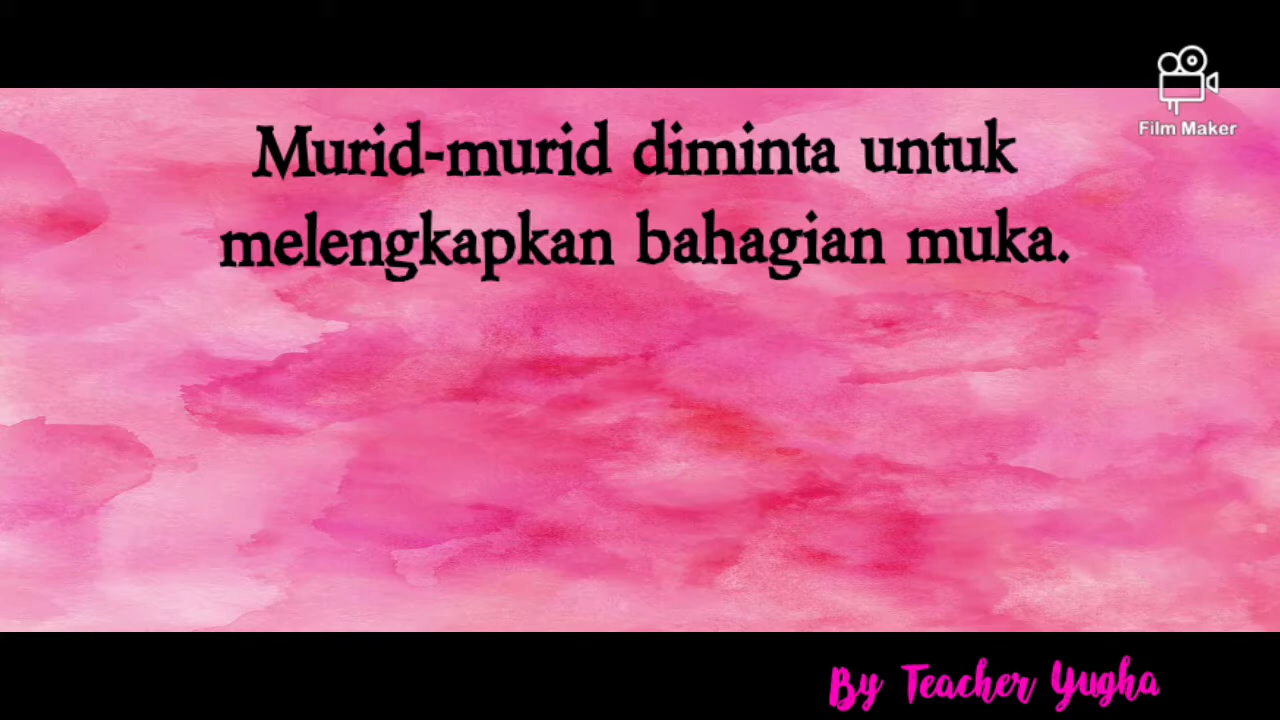 Film Maker
Murid-murid diminta untuk
melengkapkan bahagian muka.
By Teacher Yugha